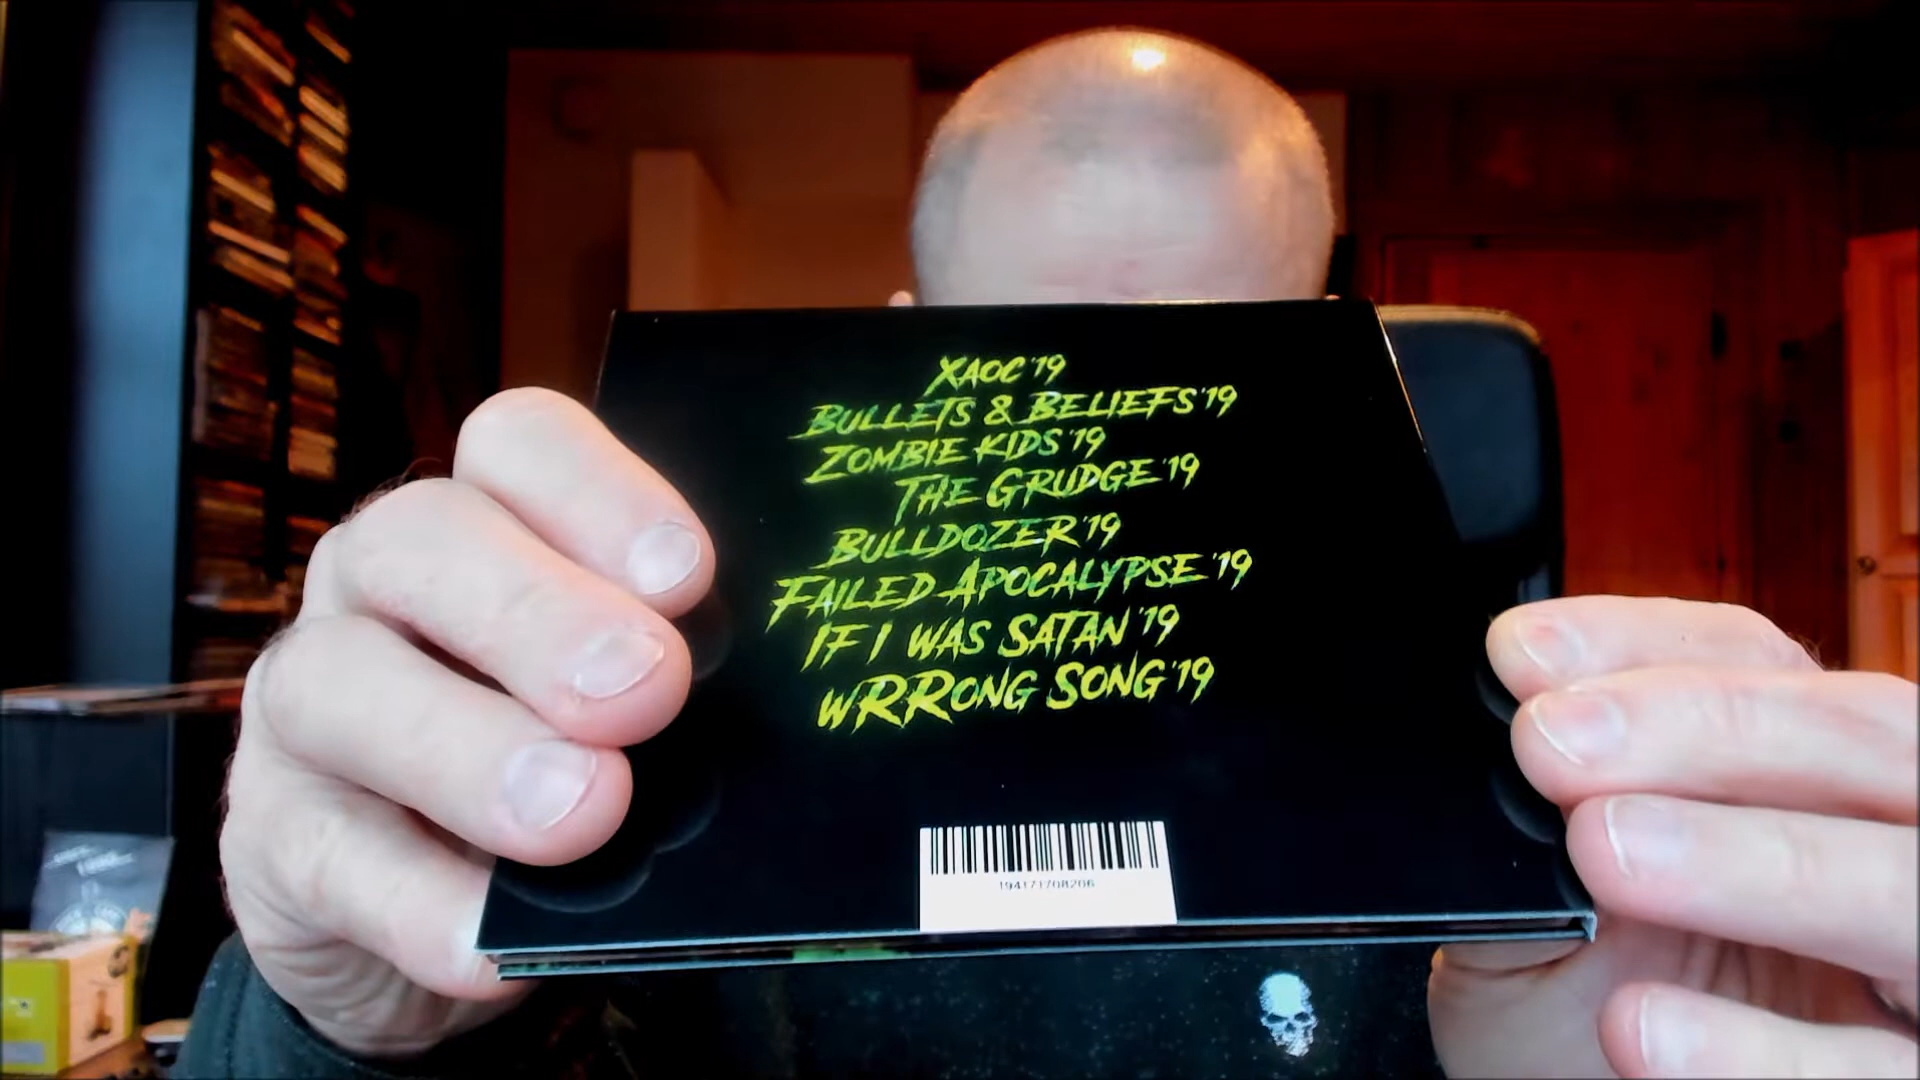 XAOC'19
BULLETS & BELIEFS'19
ZOMBIE KIDS'19
THE GRUDGE'19
BULLDOZER'19
FAILED APOCALYPSE'19
IF I WAS SATAN'19
wRRONG SONG'19
194171708206